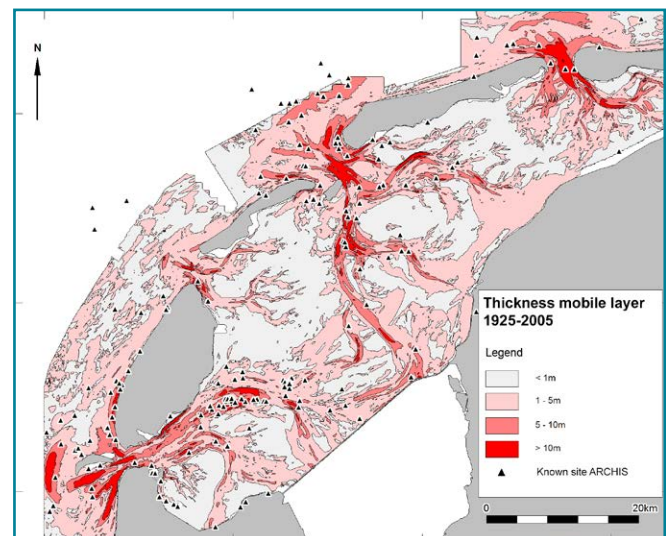 N
Thickness mobile layer
1925-2005
Legend
< 1m
1 - 5m
5 - 10m
> 10m
Known site ARCHIS
0 20km